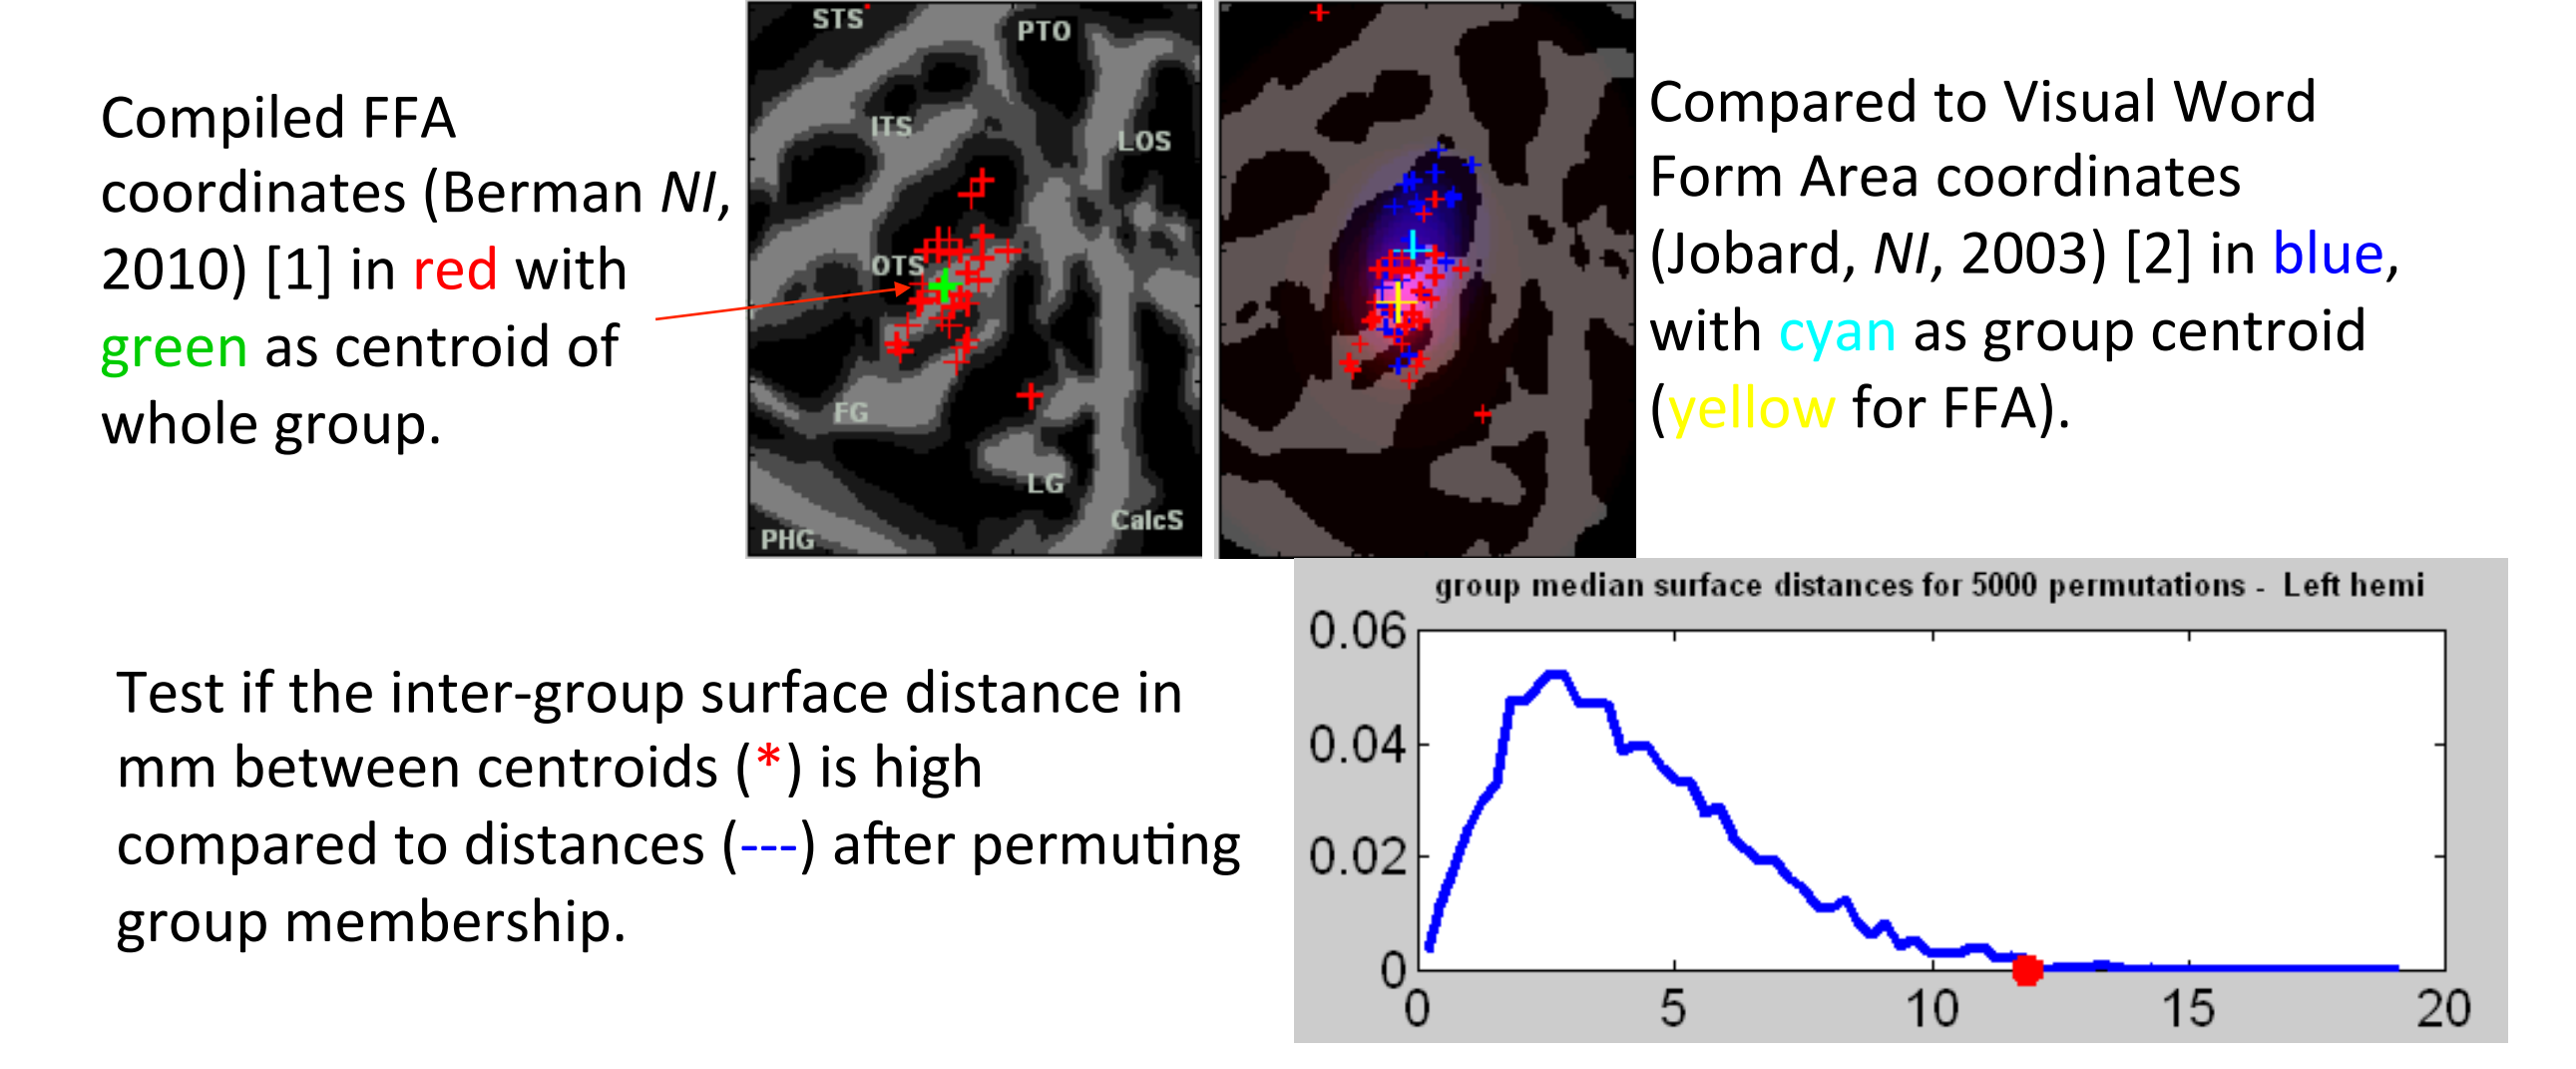 Compiled FFA
coordinates (Berman NI,
2010) [1] in red with
green as centroid of
whole group.
STS
PTO
ITS
LOS
OTS
FG
LG
CalcS
PHG
Compared to Visual Word
Form Area coordinates
(Jobard, NI, 2003) [2] in blue,
with cyan as group centroid
(yellow for FFA).
Test if the inter-group surface distance in
mm between centroids (*) is high
compared to distances (---) after permuting
group membership.
group median surface distances for 5000 permutations - Left hemi
0.06
0.04
0.02
0
0 5 10 15 20